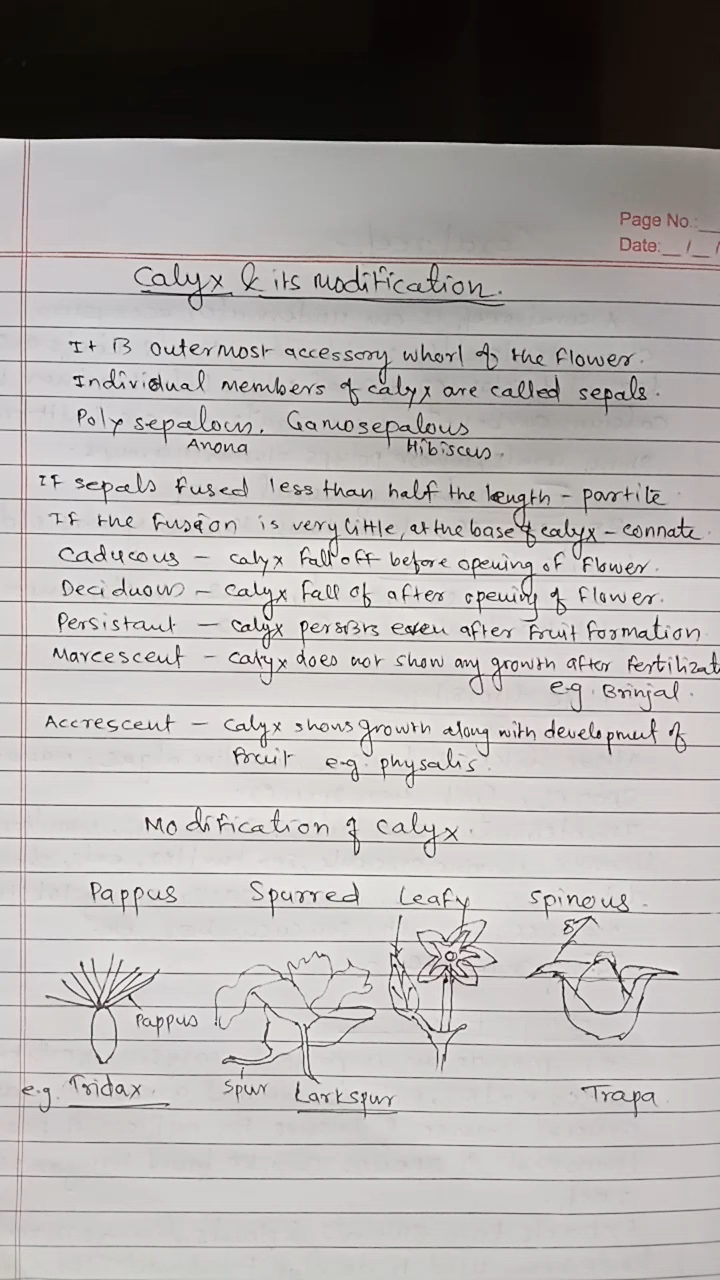 Page No.:
Date: / /
Calyx & its modification.
It is outermost accessory whorl of the flower.
Individual members of calyx are called sepals.
Poly sepalous. Gamosepalous
Anona Hibiscus.
If sepals fused less than half the length - partite
If the fusion is very little, at the base of calyx - connate.
Caducous - calyx fall off before opening of flower.
Deciduous - calyx fall of after opening of flower.
Persistant - calyx persists even after fruit formation
Marcescent - calyx does not show any growth after fertilizat
e.g. Brinjal.
Accrescent - calyx shows growth along with development of
fruit e.g. physalis.
Modification of calyx.
Pappus Spurred Leafy Spinous.
Pappus
Spur
e.g. Tridax Larkspur Trapa